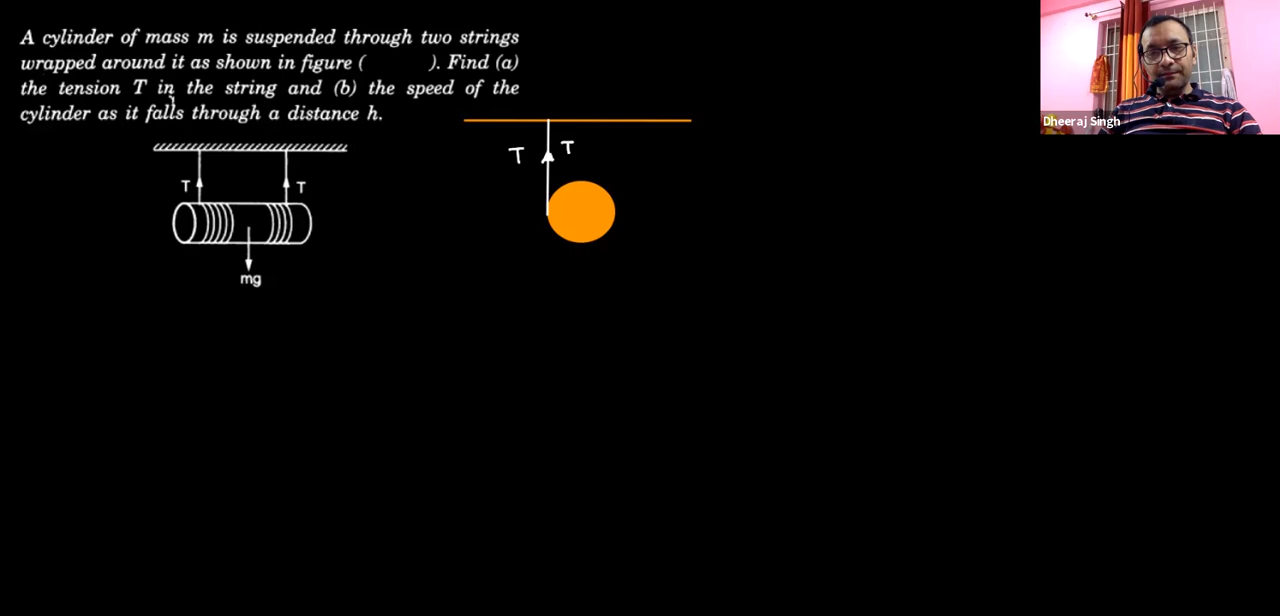 A cylinder of mass m is suspended through two strings
wrapped around it as shown in figure ( ). Find (a)
the tension T in the string and (b) the speed of the
cylinder as it falls through a distance h.
T
T
mg
T
T
Dheeraj Singh